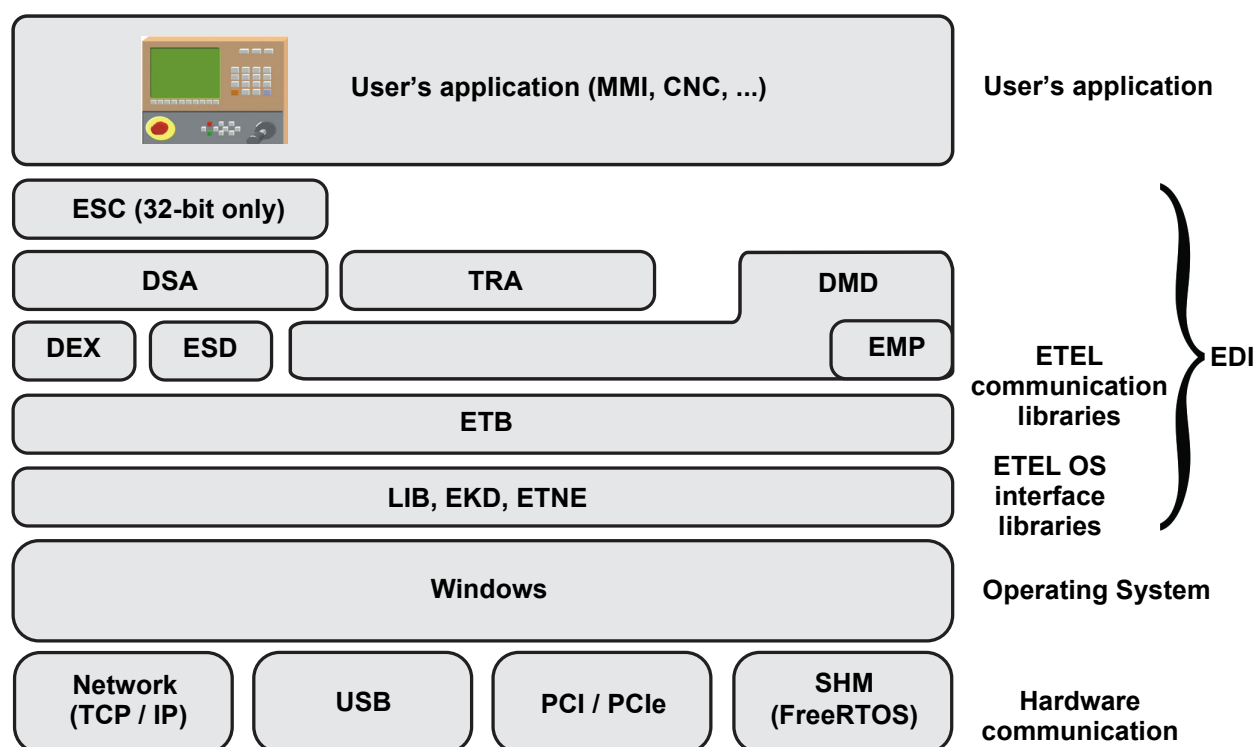 User's application (MMI, CNC, ...)
User's application
ESC (32-bit only)
DSA
TRA
DMD
DEX
ESD
EMP
ETEL
communication
libraries
EDI
ETB
LIB, EKD, ETNE
ETEL OS
interface
libraries
Windows
Operating System
Network
(TCP / IP)
USB
PCI / PCIe
SHM
(FreeRTOS)
Hardware
communication